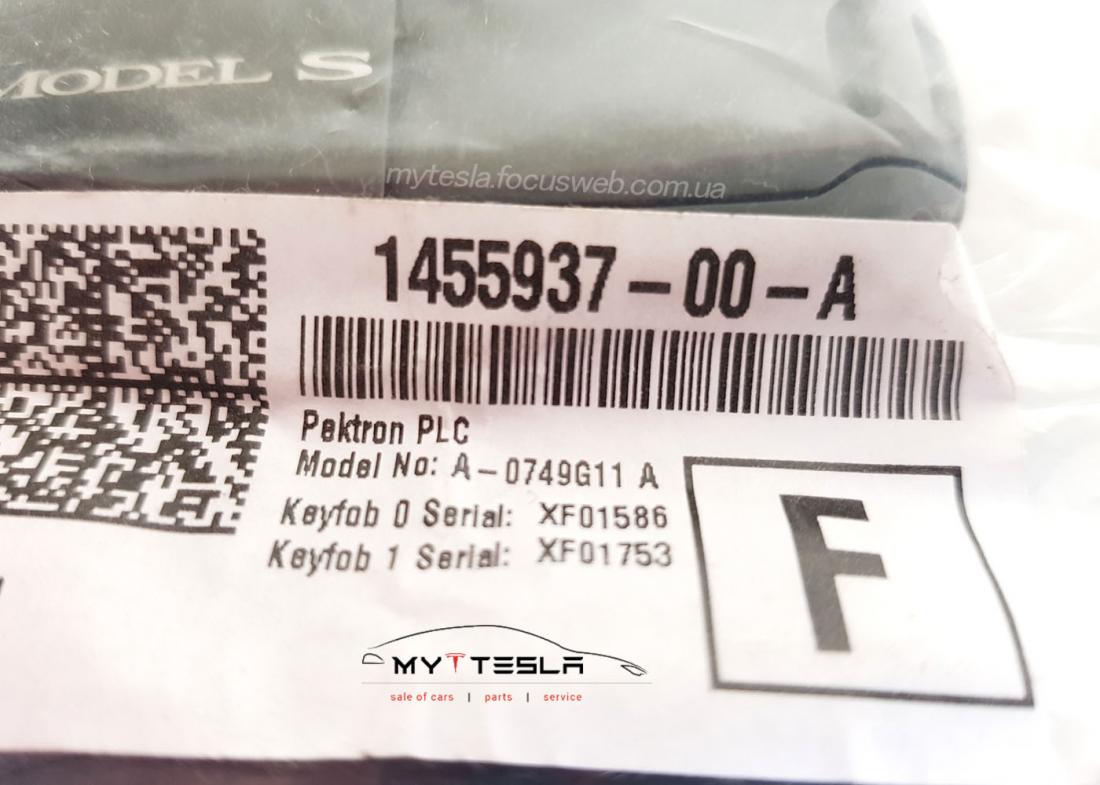 MODEL S
mytesla.focusweb.com.ua
1455937-00-A
Pektron PLC
Model No: A-0749G11 A
Keyfob 0 Serial: XF01586
Keyfob 1 Serial: XF01753
F
MYTTESLA
sale of cars | parts | service